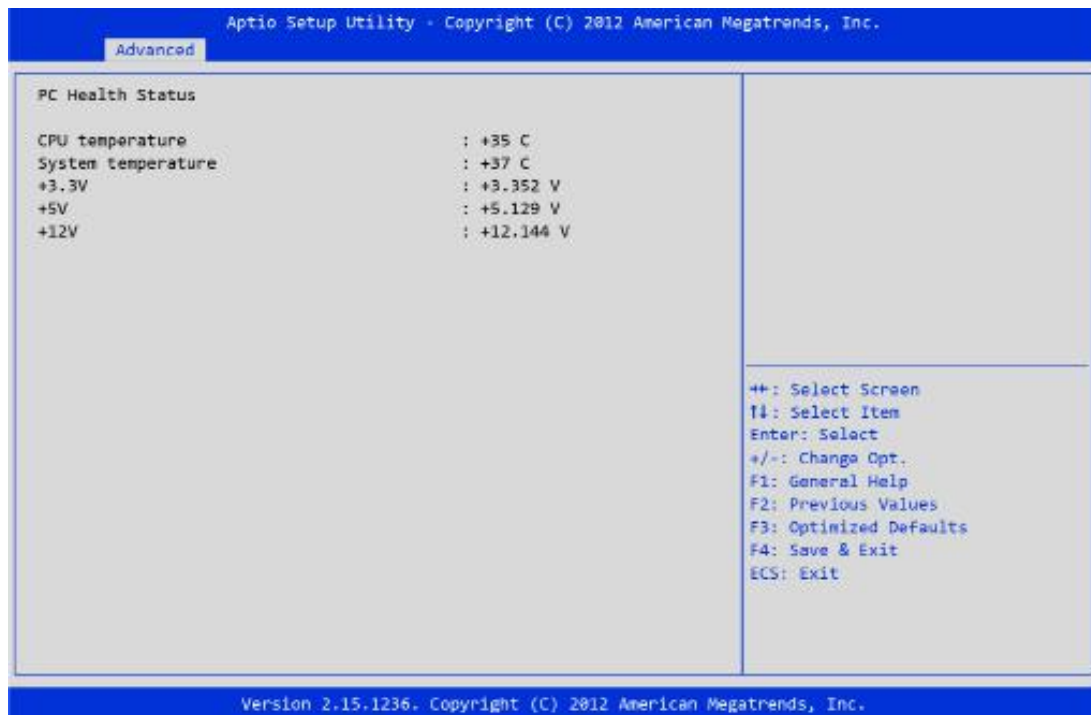 Aptio Setup Utility - Copyright (C) 2012 American Megatrends, Inc.
Advanced
PC Health Status
CPU temperature : +35 C
System temperature : +37 C
+3.3V : +3.352 V
+5V : +5.129 V
+12V : +12.144 V
→←: Select Screen
↑↓: Select Item
Enter: Select
+/-: Change Opt.
F1: General Help
F2: Previous Values
F3: Optimized Defaults
F4: Save & Exit
ECS: Exit
Version 2.15.1236. Copyright (C) 2012 American Megatrends, Inc.